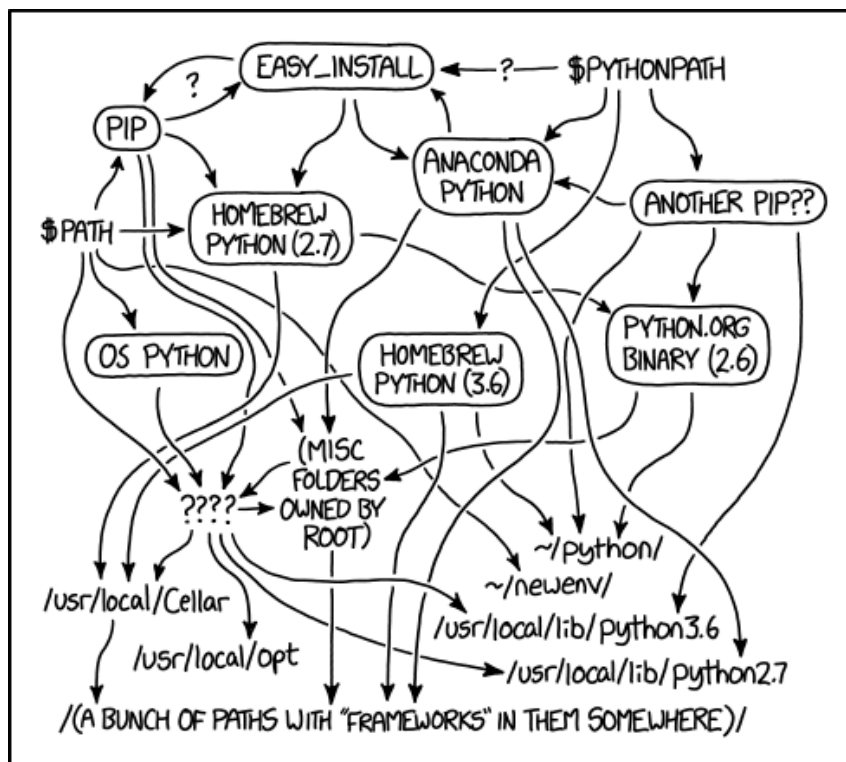 EASY_INSTALL
?
$PYTHONPATH
?
PIP
ANACONDA
PYTHON
ANOTHER PIP??
HOMEBREW
PYTHON (2.7)
$PATH
OS PYTHON
HOMEBREW
PYTHON (3.6)
PYTHON.ORG
BINARY (2.6)
(MISC
FOLDERS
OWNED BY
ROOT)
????
~/python/
~/newenv/
/usr/local/Cellar
/usr/local/lib/python3.6
/usr/local/opt
/usr/local/lib/python2.7
/(A BUNCH OF PATHS WITH "FRAMEWORKS" IN THEM SOMEWHERE)/